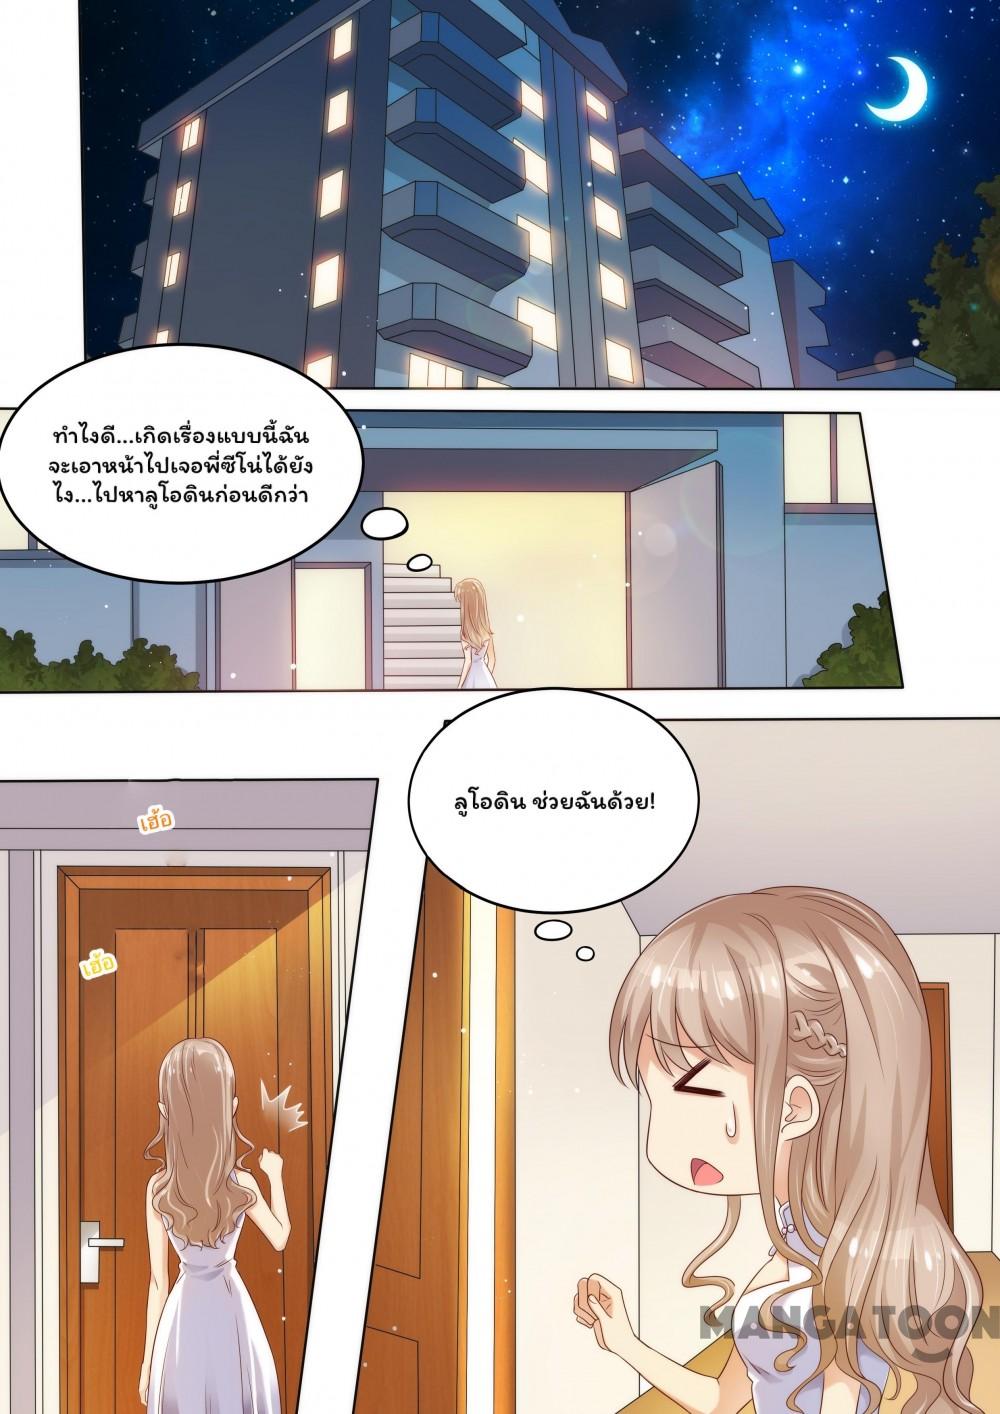 ทำไงดี...เกิดเรื่องแบบนี้ฉัน
จะเอาหน้าไปเจอพี่ซีโน่ได้ยัง
ไง...ไปหาลูโอดินก่อนดีกว่า
ลูโอดิน ช่วยฉันด้วย!
เฮ้อ
เฮ้อ
MANGATOON